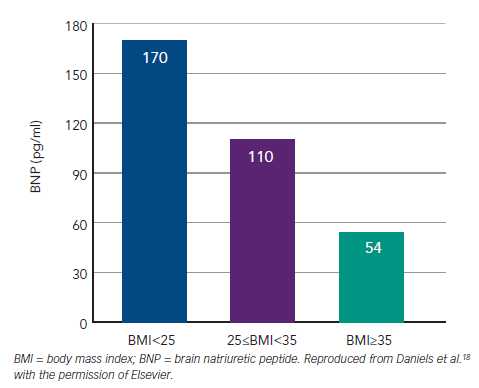 180
170
150
120
BNP (pg/ml)
110
90
60
54
30
0
BMI<25
25≤BMI<35
BMI≥35
BMI = body mass index; BNP = brain natriuretic peptide. Reproduced from Daniels et al.¹⁸
with the permission of Elsevier.